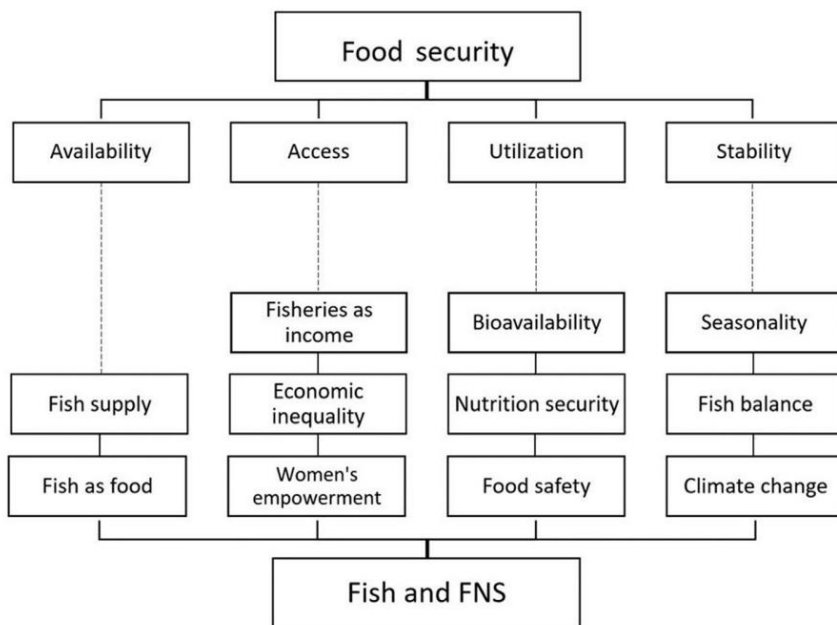 Food security
Availability
Access
Utilization
Stability
Fisheries as
income
Bioavailability
Seasonality
Fish supply
Economic
inequality
Nutrition security
Fish balance
Fish as food
Women's
empowerment
Food safety
Climate change
Fish and FNS